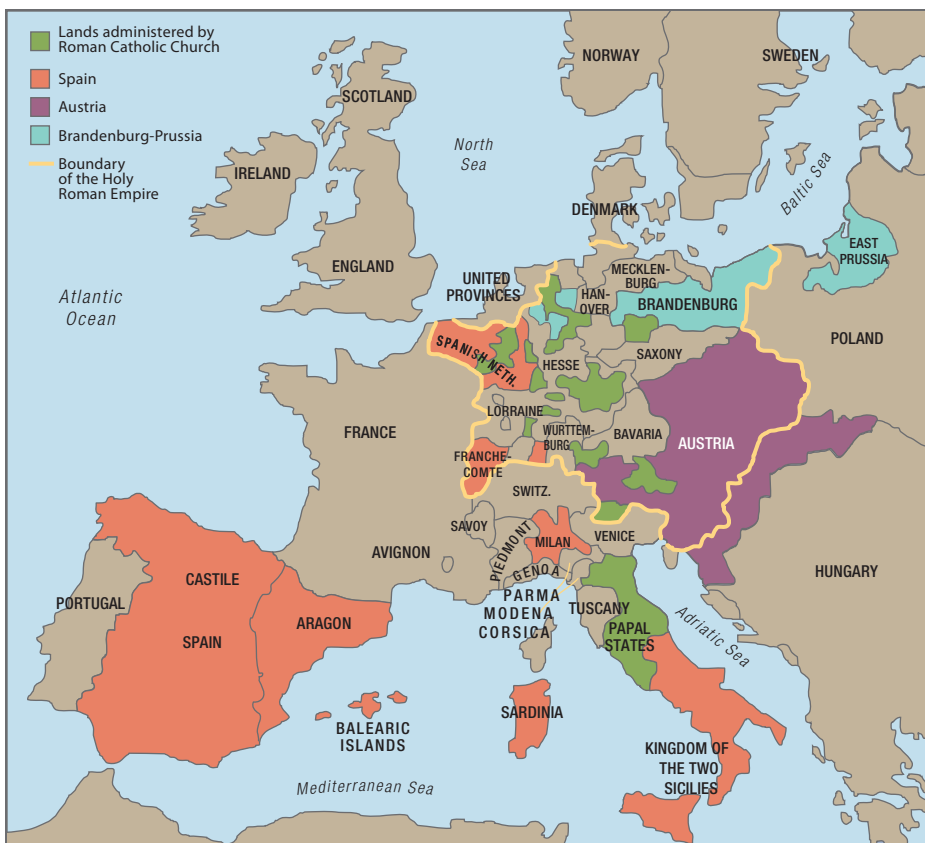 Lands administered by
Roman Catholic Church
Spain
Austria
Brandenburg-Prussia
Boundary
of the Holy
Roman Empire
NORWAY
SWEDEN
SCOTLAND
North
Sea
IRELAND
Baltic Sea
DENMARK
EAST
PRUSSIA
ENGLAND
UNITED
PROVINCES
MECKLEN-
BURG
HAN-
OVER
BRANDENBURG
Atlantic
Ocean
POLAND
SPANISH NETH.
HESSE
SAXONY
LORRAINE
FRANCE
WURTTEM-
BURG
BAVARIA
AUSTRIA
FRANCHE-
COMTE
SWITZ.
SAVOY
PIEDMONT
MILAN
VENICE
AVIGNON
GENOA
HUNGARY
PARMA
MODENA
CORSICA
TUSCANY
PAPAL
STATES
Adriatic Sea
PORTUGAL
CASTILE
SPAIN
ARAGON
SARDINIA
BALEARIC
ISLANDS
KINGDOM OF
THE TWO
SICILIES
Mediterranean Sea